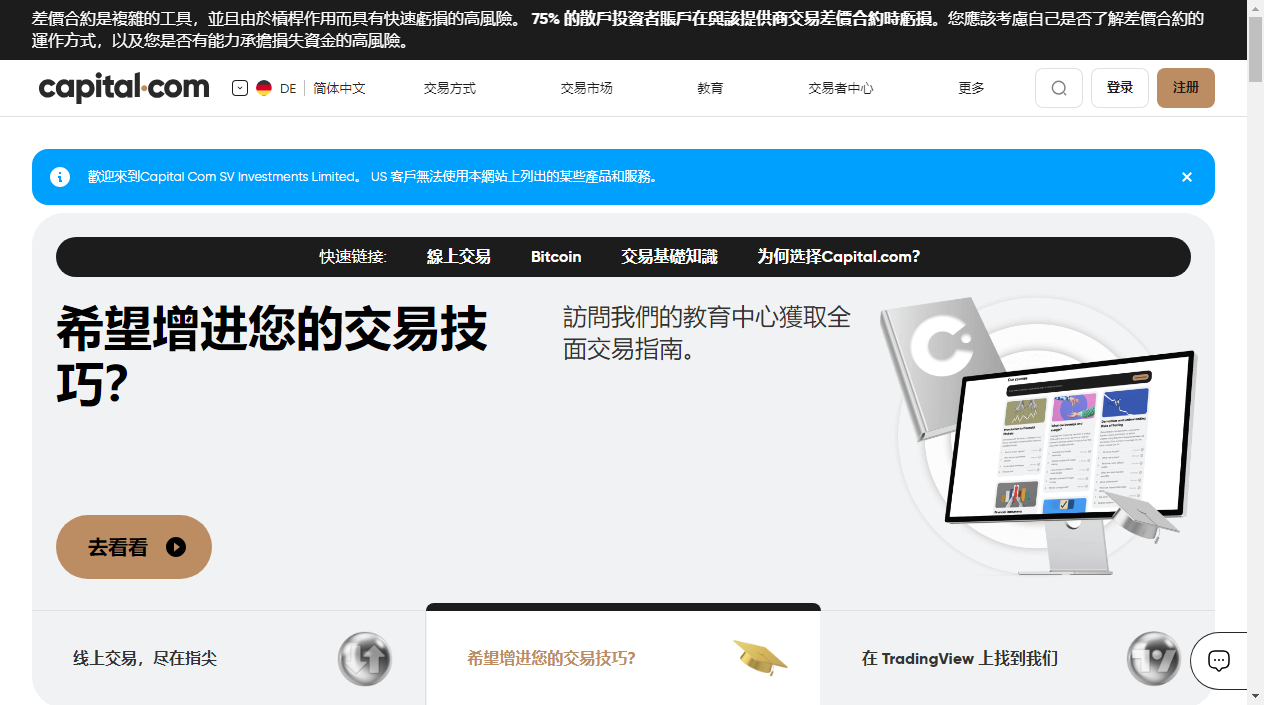 差價合約是複雜的工具，並且由於槓桿作用而具有快速虧損的高風險。 75% 的散戶投資者賬戶在與該提供商交易差價合約時虧損。您應該考慮自己是否了解差價合約的
運作方式，以及您是否有能力承擔損失資金的高風險。
capital.com
DE
简体中文
交易方式
交易市场
教育
交易者中心
更多
登录
注册
歡迎來到Capital Com SV Investments Limited。 US 客戶無法使用本網站上列出的某些產品和服務。
快速链接:
線上交易
Bitcoin
交易基礎知識
为何选择Capital.com?
希望增进您的交易技
巧?
訪問我們的教育中心獲取全
面交易指南。
去看看
线上交易，尽在指尖
希望增进您的交易技巧?
在 TradingView 上找到我们